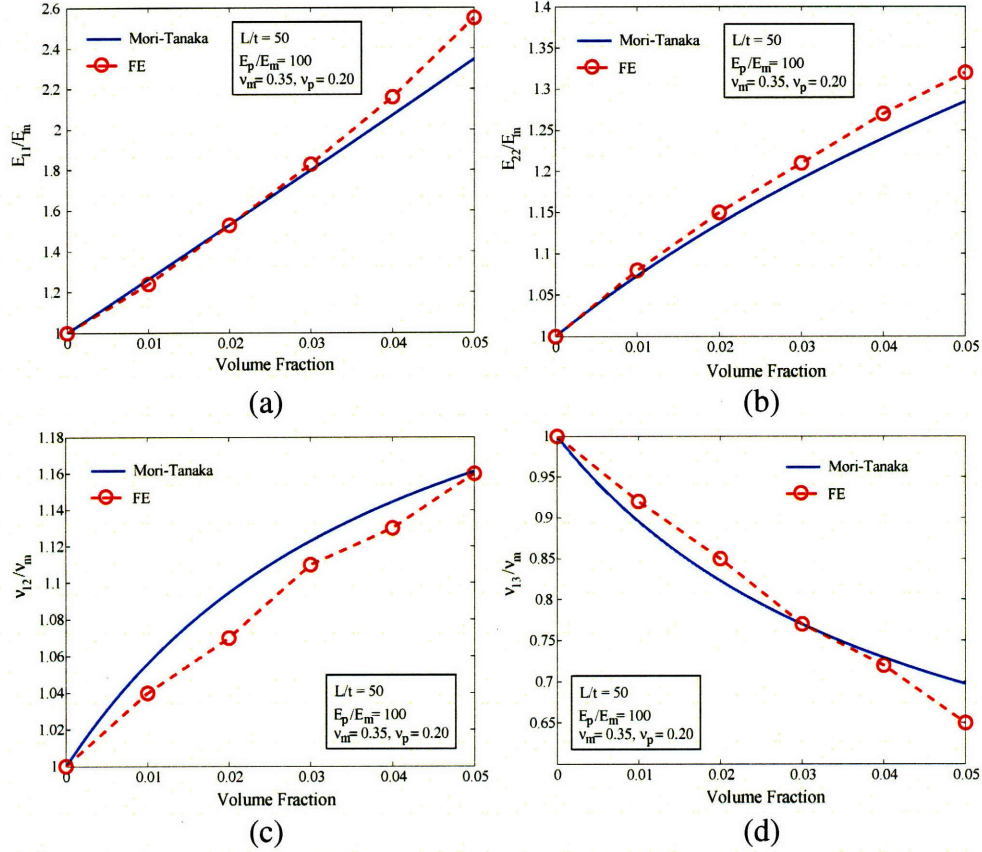 2.6
2.4
2.2
2
1.8
1.6
1.4
1.2
1
E11/Em
Mori-Tanaka
FE
L/t = 50
Ep/Em= 100
νm= 0.35, νp= 0.20
0
0.01
0.02
0.03
0.04
0.05
Volume Fraction
(a)
1.4
1.35
1.3
1.25
1.2
1.15
1.1
1.05
1
E22/Em
Mori-Tanaka
FE
L/t = 50
Ep/Em= 100
νm= 0.35, νp= 0.20
0
0.01
0.02
0.03
0.04
0.05
Volume Fraction
(b)
1.18
1.16
1.14
1.12
1.1
1.08
1.06
1.04
1.02
1
ν12/νm
Mori-Tanaka
FE
L/t = 50
Ep/Em= 100
νm= 0.35, νp= 0.20
0
0.01
0.02
0.03
0.04
0.05
Volume Fraction
(c)
1
0.95
0.9
0.85
0.8
0.75
0.7
0.65
ν13/νm
Mori-Tanaka
FE
L/t = 50
Ep/Em= 100
νm= 0.35, νp= 0.20
0
0.01
0.02
0.03
0.04
0.05
Volume Fraction
(d)